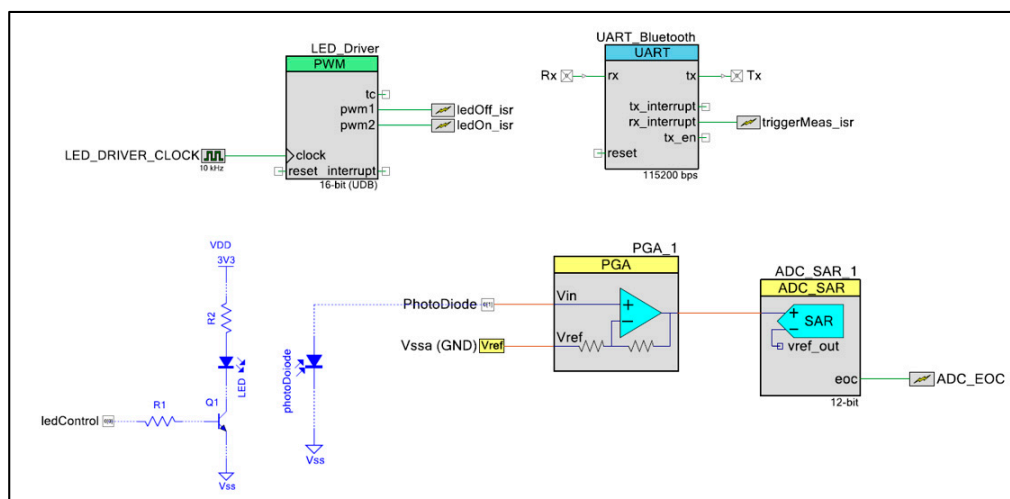 LED_Driver
PWM
tc
pwm1
ledOff_isr
pwm2
ledOn_isr
LED_DRIVER_CLOCK
10 kHz
clock
reset
interrupt
16-bit (UDB)
UART_Bluetooth
UART
Rx
rx
tx
Tx
tx_interrupt
rx_interrupt
triggerMeas_isr
tx_en
reset
115200 bps
VDD
3V3
R2
LED
ledControl
R1
Q1
Vss
photoDoiode
Vss
PGA_1
PGA
PhotoDiode
Vin
+
−
Vssa (GND)
Vref
Vref
ADC_SAR_1
ADC_SAR
+
−
SAR
vref_out
eoc
ADC_EOC
12-bit